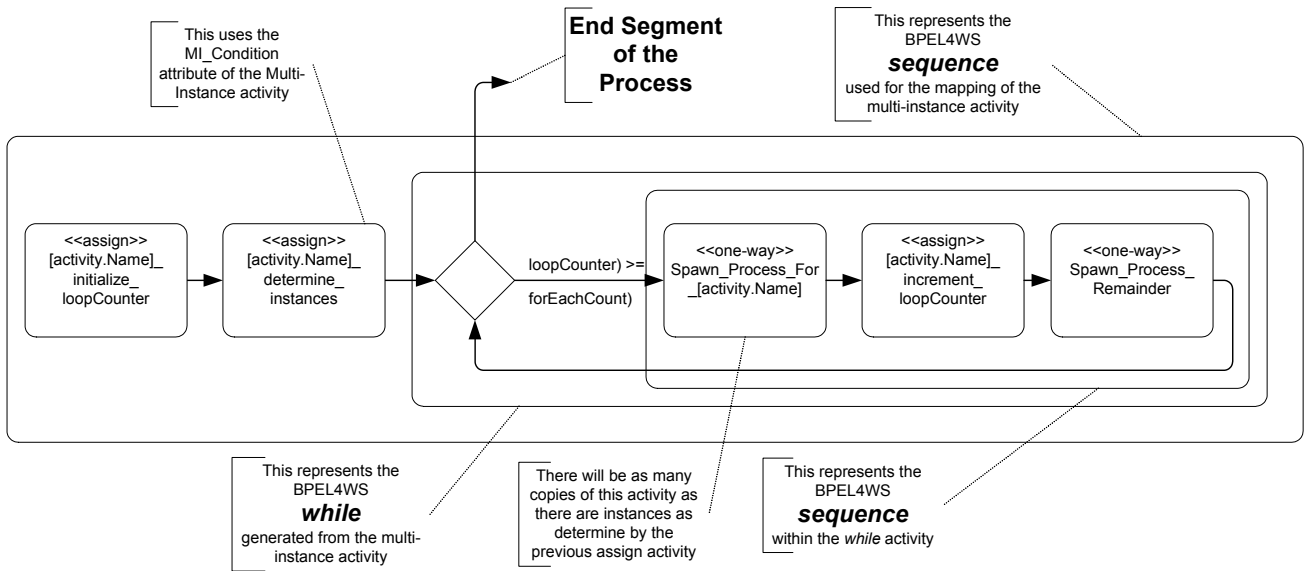 This uses the
MI_Condition
attribute of the Multi-
Instance activity
End Segment
of the
Process
This represents the
BPEL4WS
sequence
used for the mapping of the
multi-instance activity
<<assign>>
[activity.Name]_
initialize_
loopCounter
<<assign>>
[activity.Name]_
determine_
instances
loopCounter) >=
forEachCount)
<<one-way>>
Spawn_Process_For
_[activity.Name]
<<assign>>
[activity.Name]_
increment_
loopCounter
<<one-way>>
Spawn_Process_
Remainder
This represents the
BPEL4WS
while
generated from the multi-
instance activity
There will be as many
copies of this activity as
there are instances as
determine by the
previous assign activity
This represents the
BPEL4WS
sequence
within the while activity